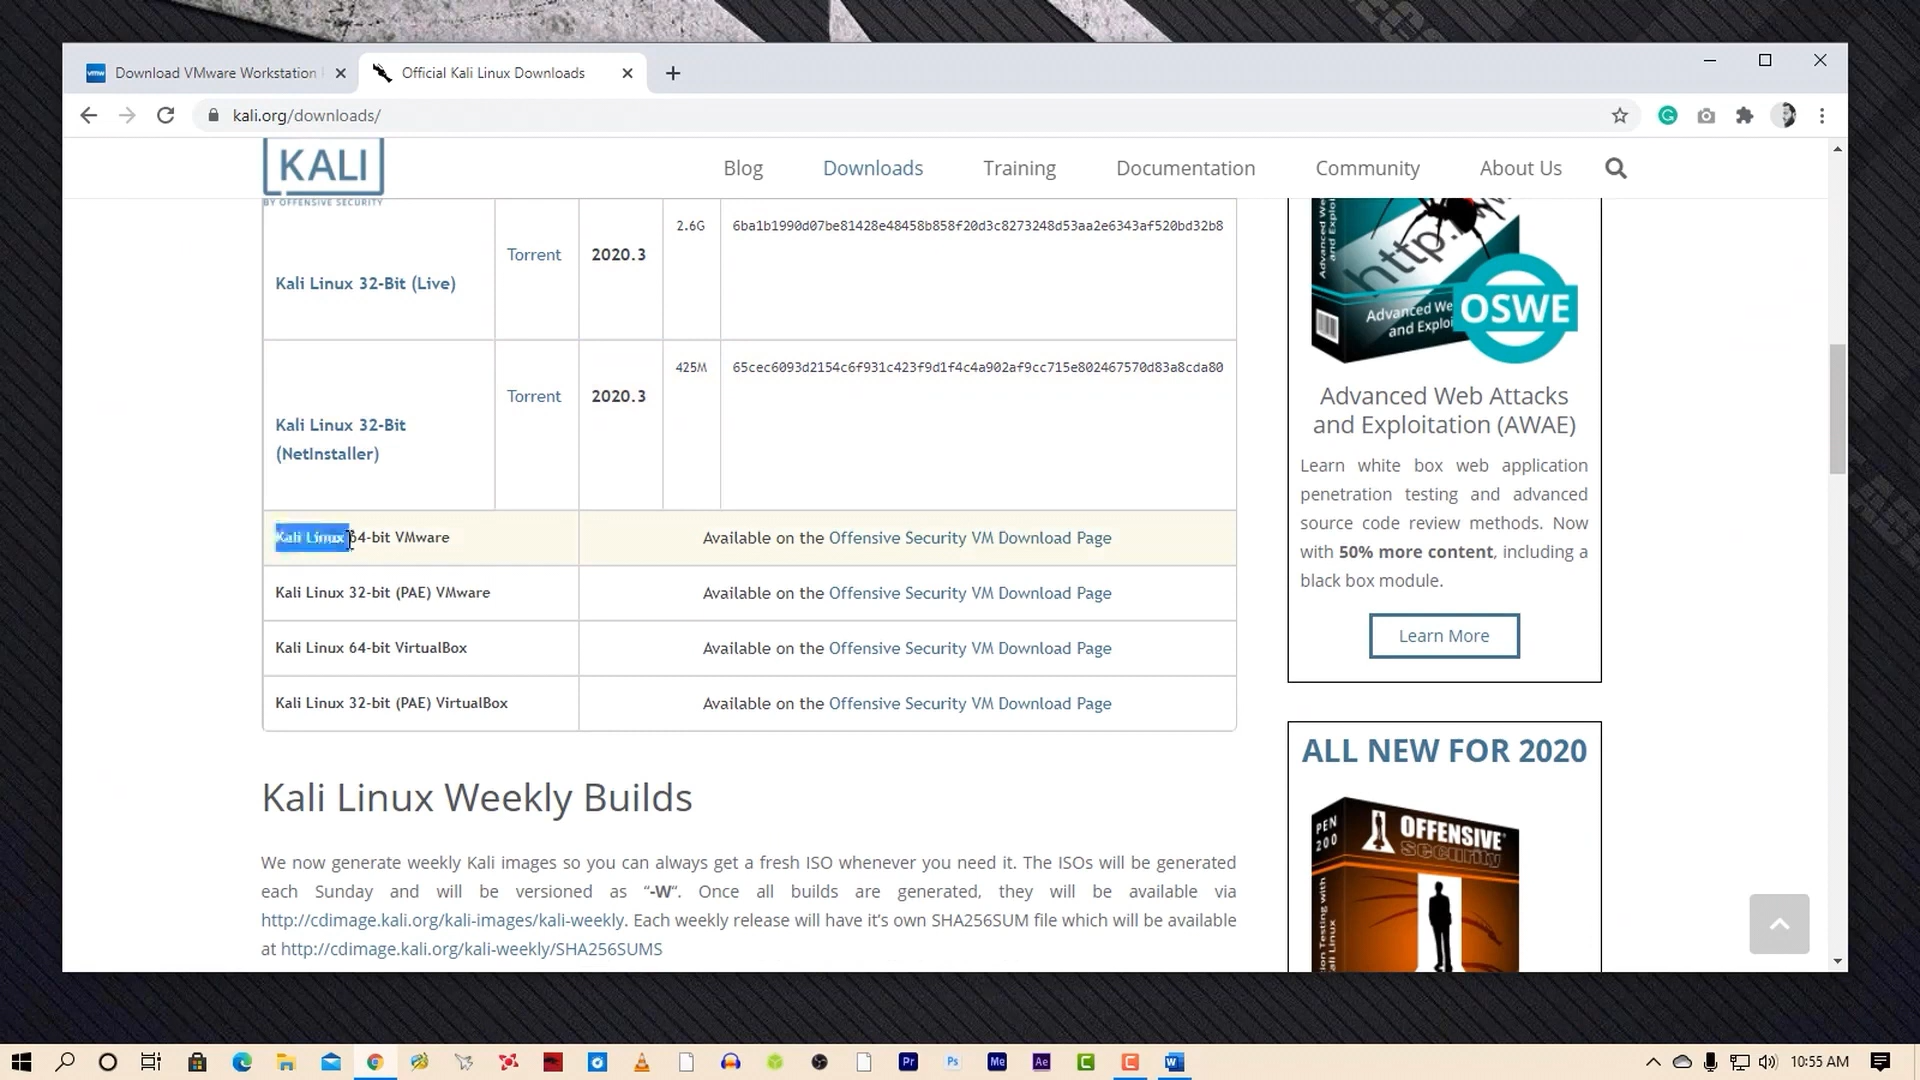 Download VMware Workstation
Official Kali Linux Downloads
kali.org/downloads/
KALI
BY OFFENSIVE SECURITY
Blog
Downloads
Training
Documentation
Community
About Us
Kali Linux 32-Bit (Live)
Torrent
2020.3
2.6G
6ba1b1990d07be81428e48458b858f20d3c8273248d53aa2e6343af520bd32b8
Kali Linux 32-Bit
(NetInstaller)
Torrent
2020.3
425M
65cec6093d2154c6f931c423f9d1f4c4a902af9cc715e802467570d83a8cda80
Kali Linux 64-bit VMware
Available on the Offensive Security VM Download Page
Kali Linux 32-bit (PAE) VMware
Available on the Offensive Security VM Download Page
Kali Linux 64-bit VirtualBox
Available on the Offensive Security VM Download Page
Kali Linux 32-bit (PAE) VirtualBox
Available on the Offensive Security VM Download Page
Kali Linux Weekly Builds
We now generate weekly Kali images so you can always get a fresh ISO whenever you need it. The ISOs will be generated
each Sunday and will be versioned as “-W“. Once all builds are generated, they will be available via
http://cdimage.kali.org/kali-images/kali-weekly. Each weekly release will have it’s own SHA256SUM file which will be available
at http://cdimage.kali.org/kali-weekly/SHA256SUMS
http
OSWE
Advanced We
and Exploi
Advanced Web Attacks
and Exploitation (AWAE)
Learn white box web application
penetration testing and advanced
source code review methods. Now
with 50% more content, including a
black box module.
Learn More
ALL NEW FOR 2020
PEN
200
OFFENSIVE
security
10:55 AM